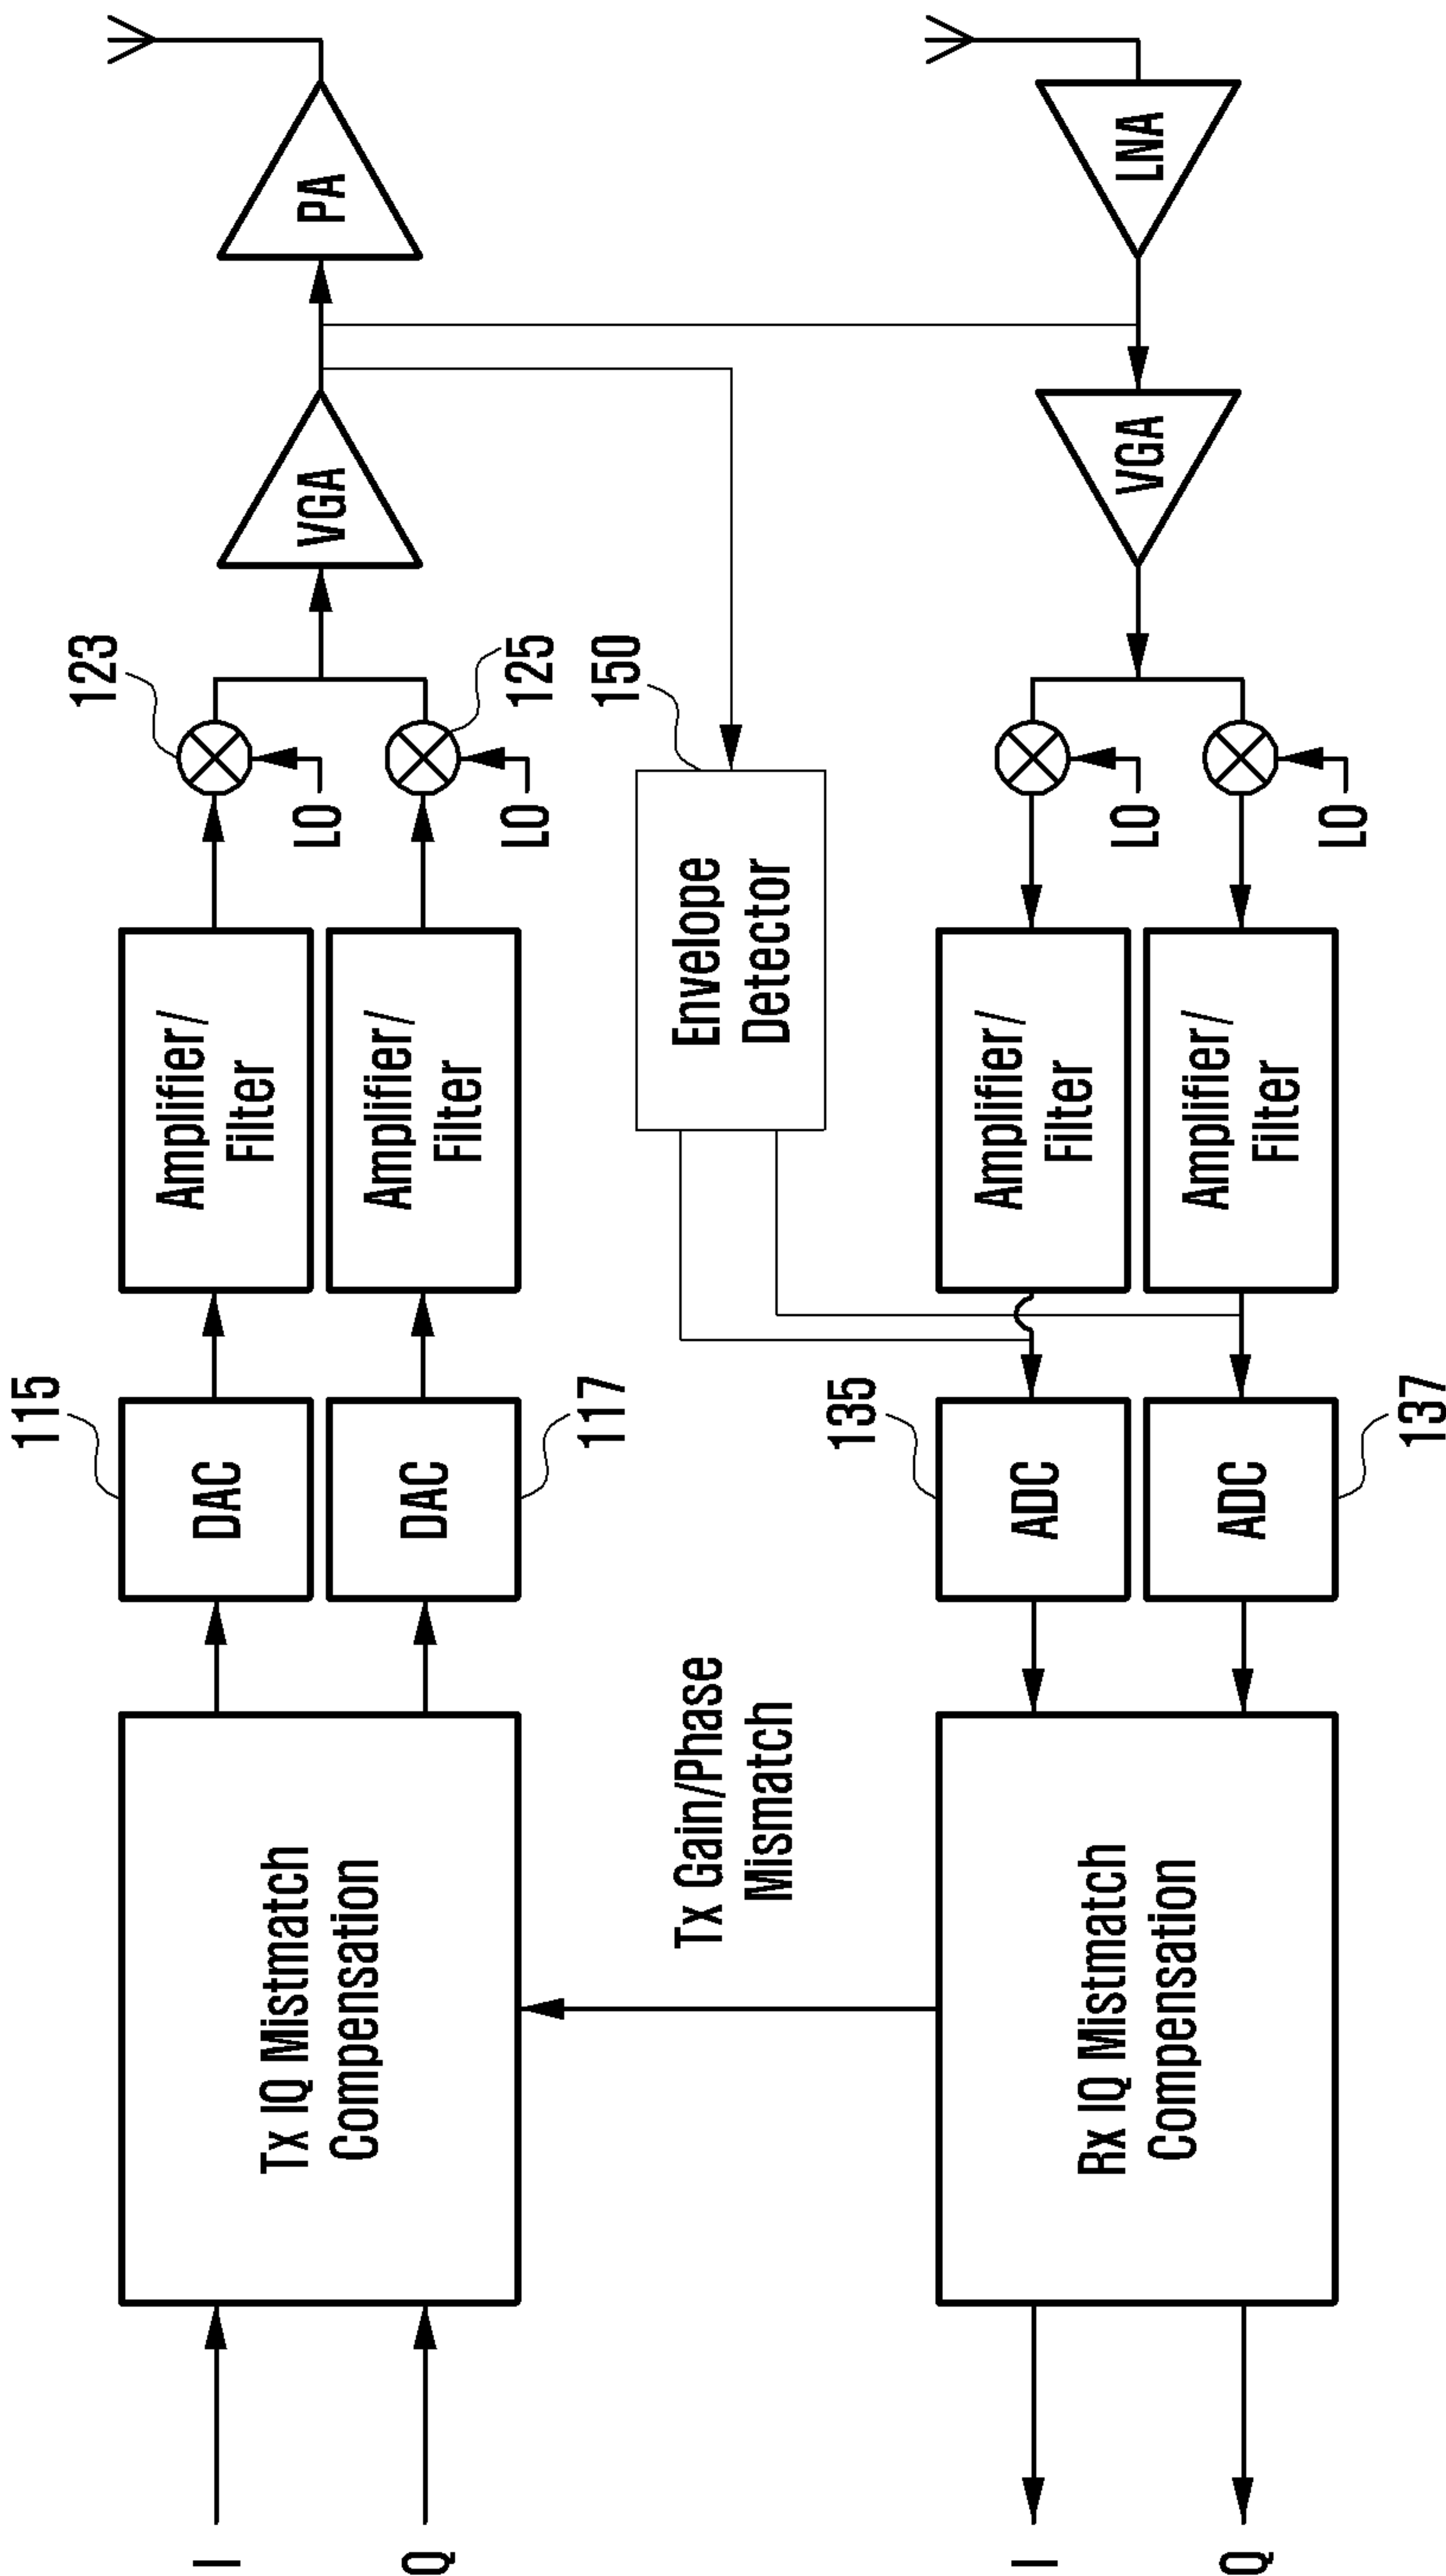 115
123
I
Tx IQ Mistmatch
Compensation
DAC
Amplifier/
Filter
LO
VGA
PA
Q
DAC
Amplifier/
Filter
LO
117
125
Tx Gain/Phase
Mismatch
Envelope
Detector
150
135
I
Rx IQ Mistmatch
Compensation
ADC
Amplifier/
Filter
LO
VGA
LNA
Q
ADC
Amplifier/
Filter
LO
137